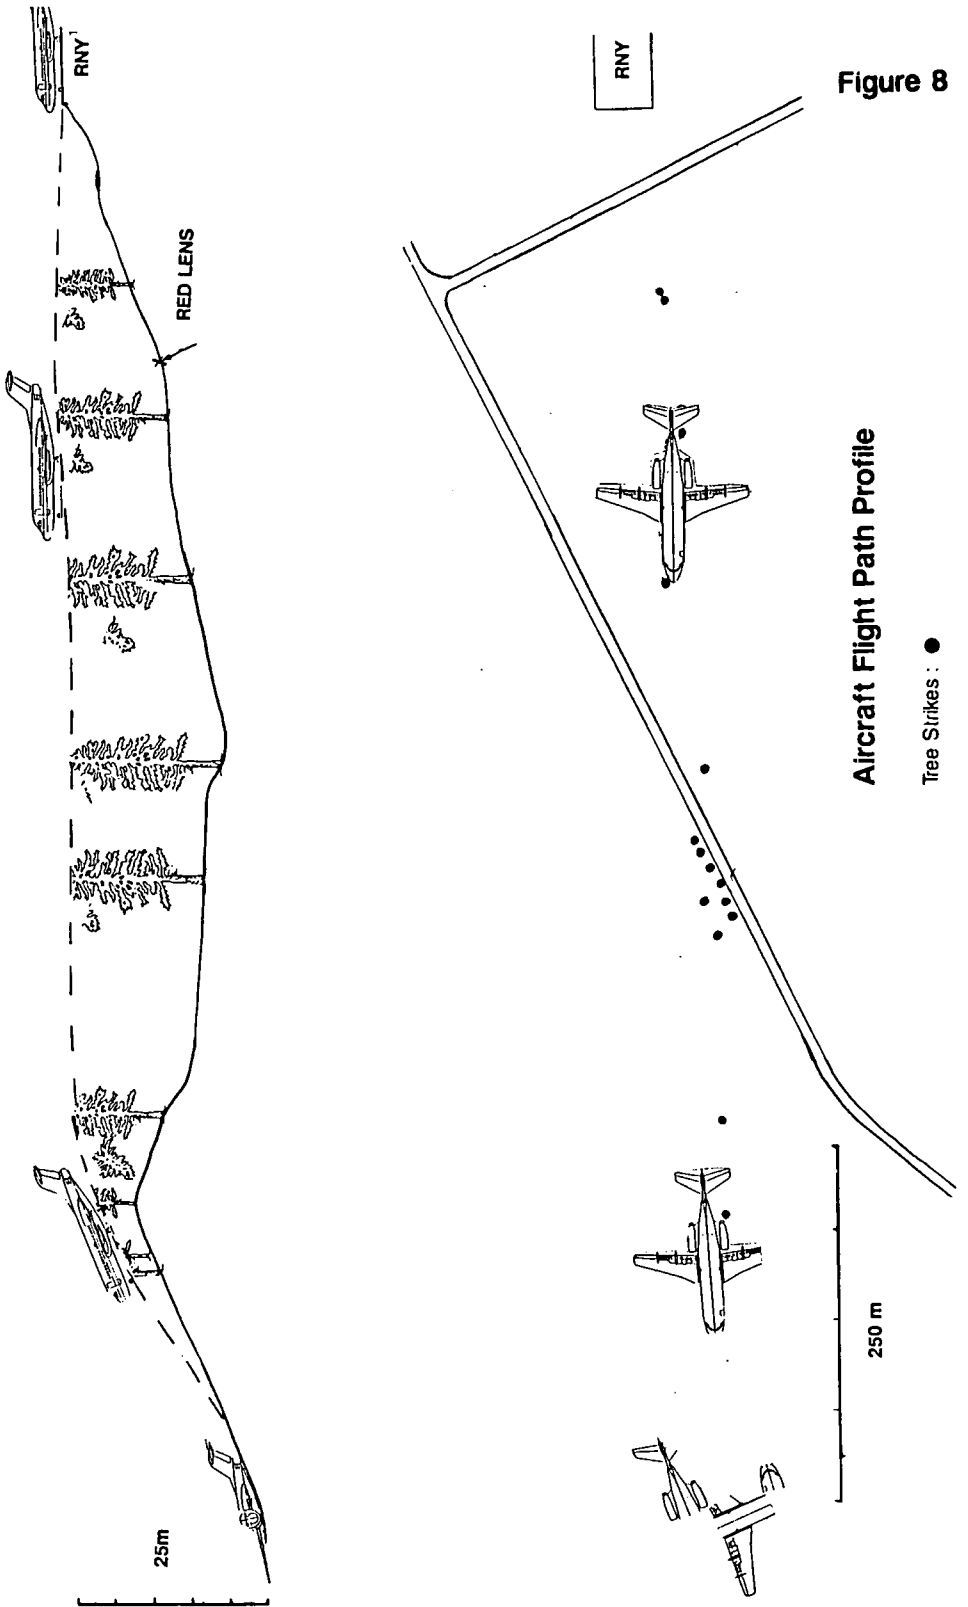 Figure 8
RNY
RED LENS
25m
RNY
250 m
Aircraft Flight Path Profile
Tree Strikes :